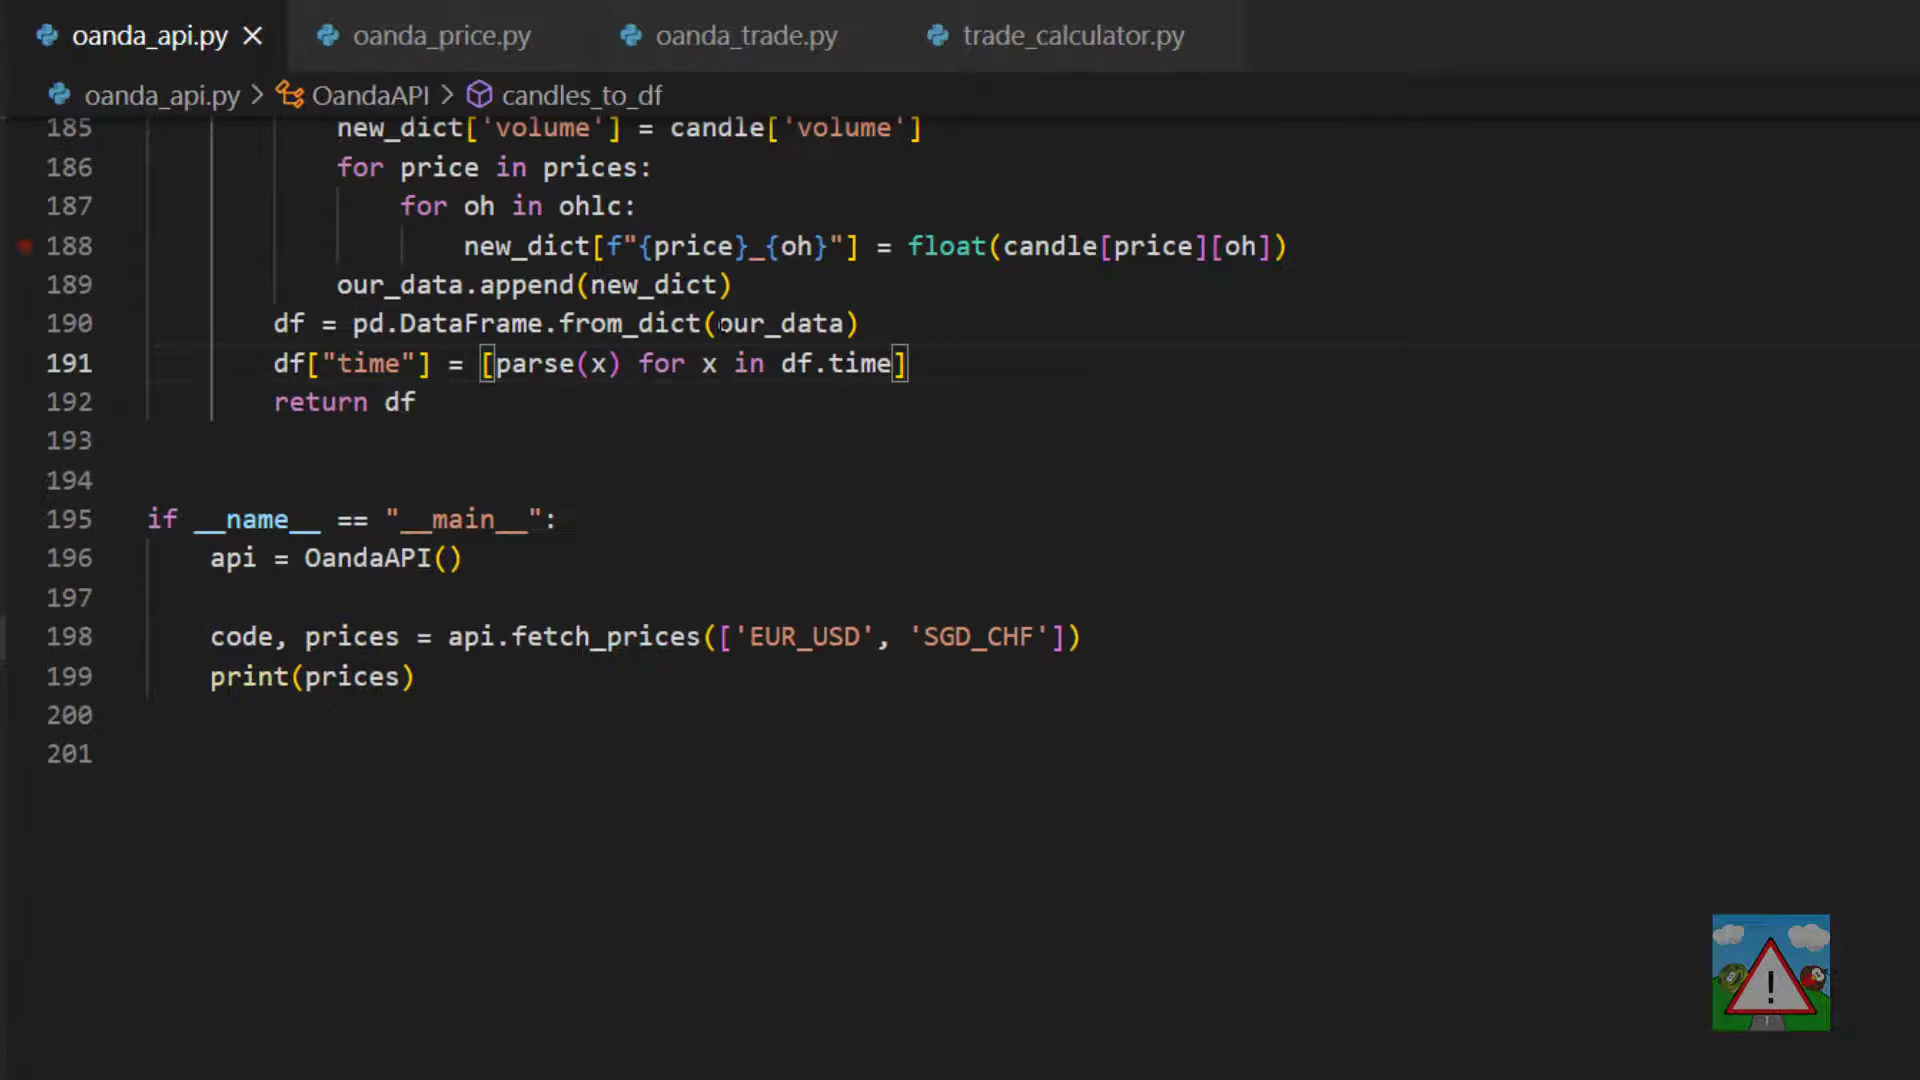 oanda_api.py
oanda_price.py
oanda_trade.py
trade_calculator.py
oanda_api.py > OandaAPI > candles_to_df
185 new_dict['volume'] = candle['volume']
186 for price in prices:
187 for oh in ohlc:
188 new_dict[f"{price}_{oh}"] = float(candle[price][oh])
189 our_data.append(new_dict)
190 df = pd.DataFrame.from_dict(our_data)
191 df["time"] = [parse(x) for x in df.time]
192 return df
193
194
195 if __name__ == "__main__":
196 api = OandaAPI()
197
198 code, prices = api.fetch_prices(['EUR_USD', 'SGD_CHF'])
199 print(prices)
200
201
!